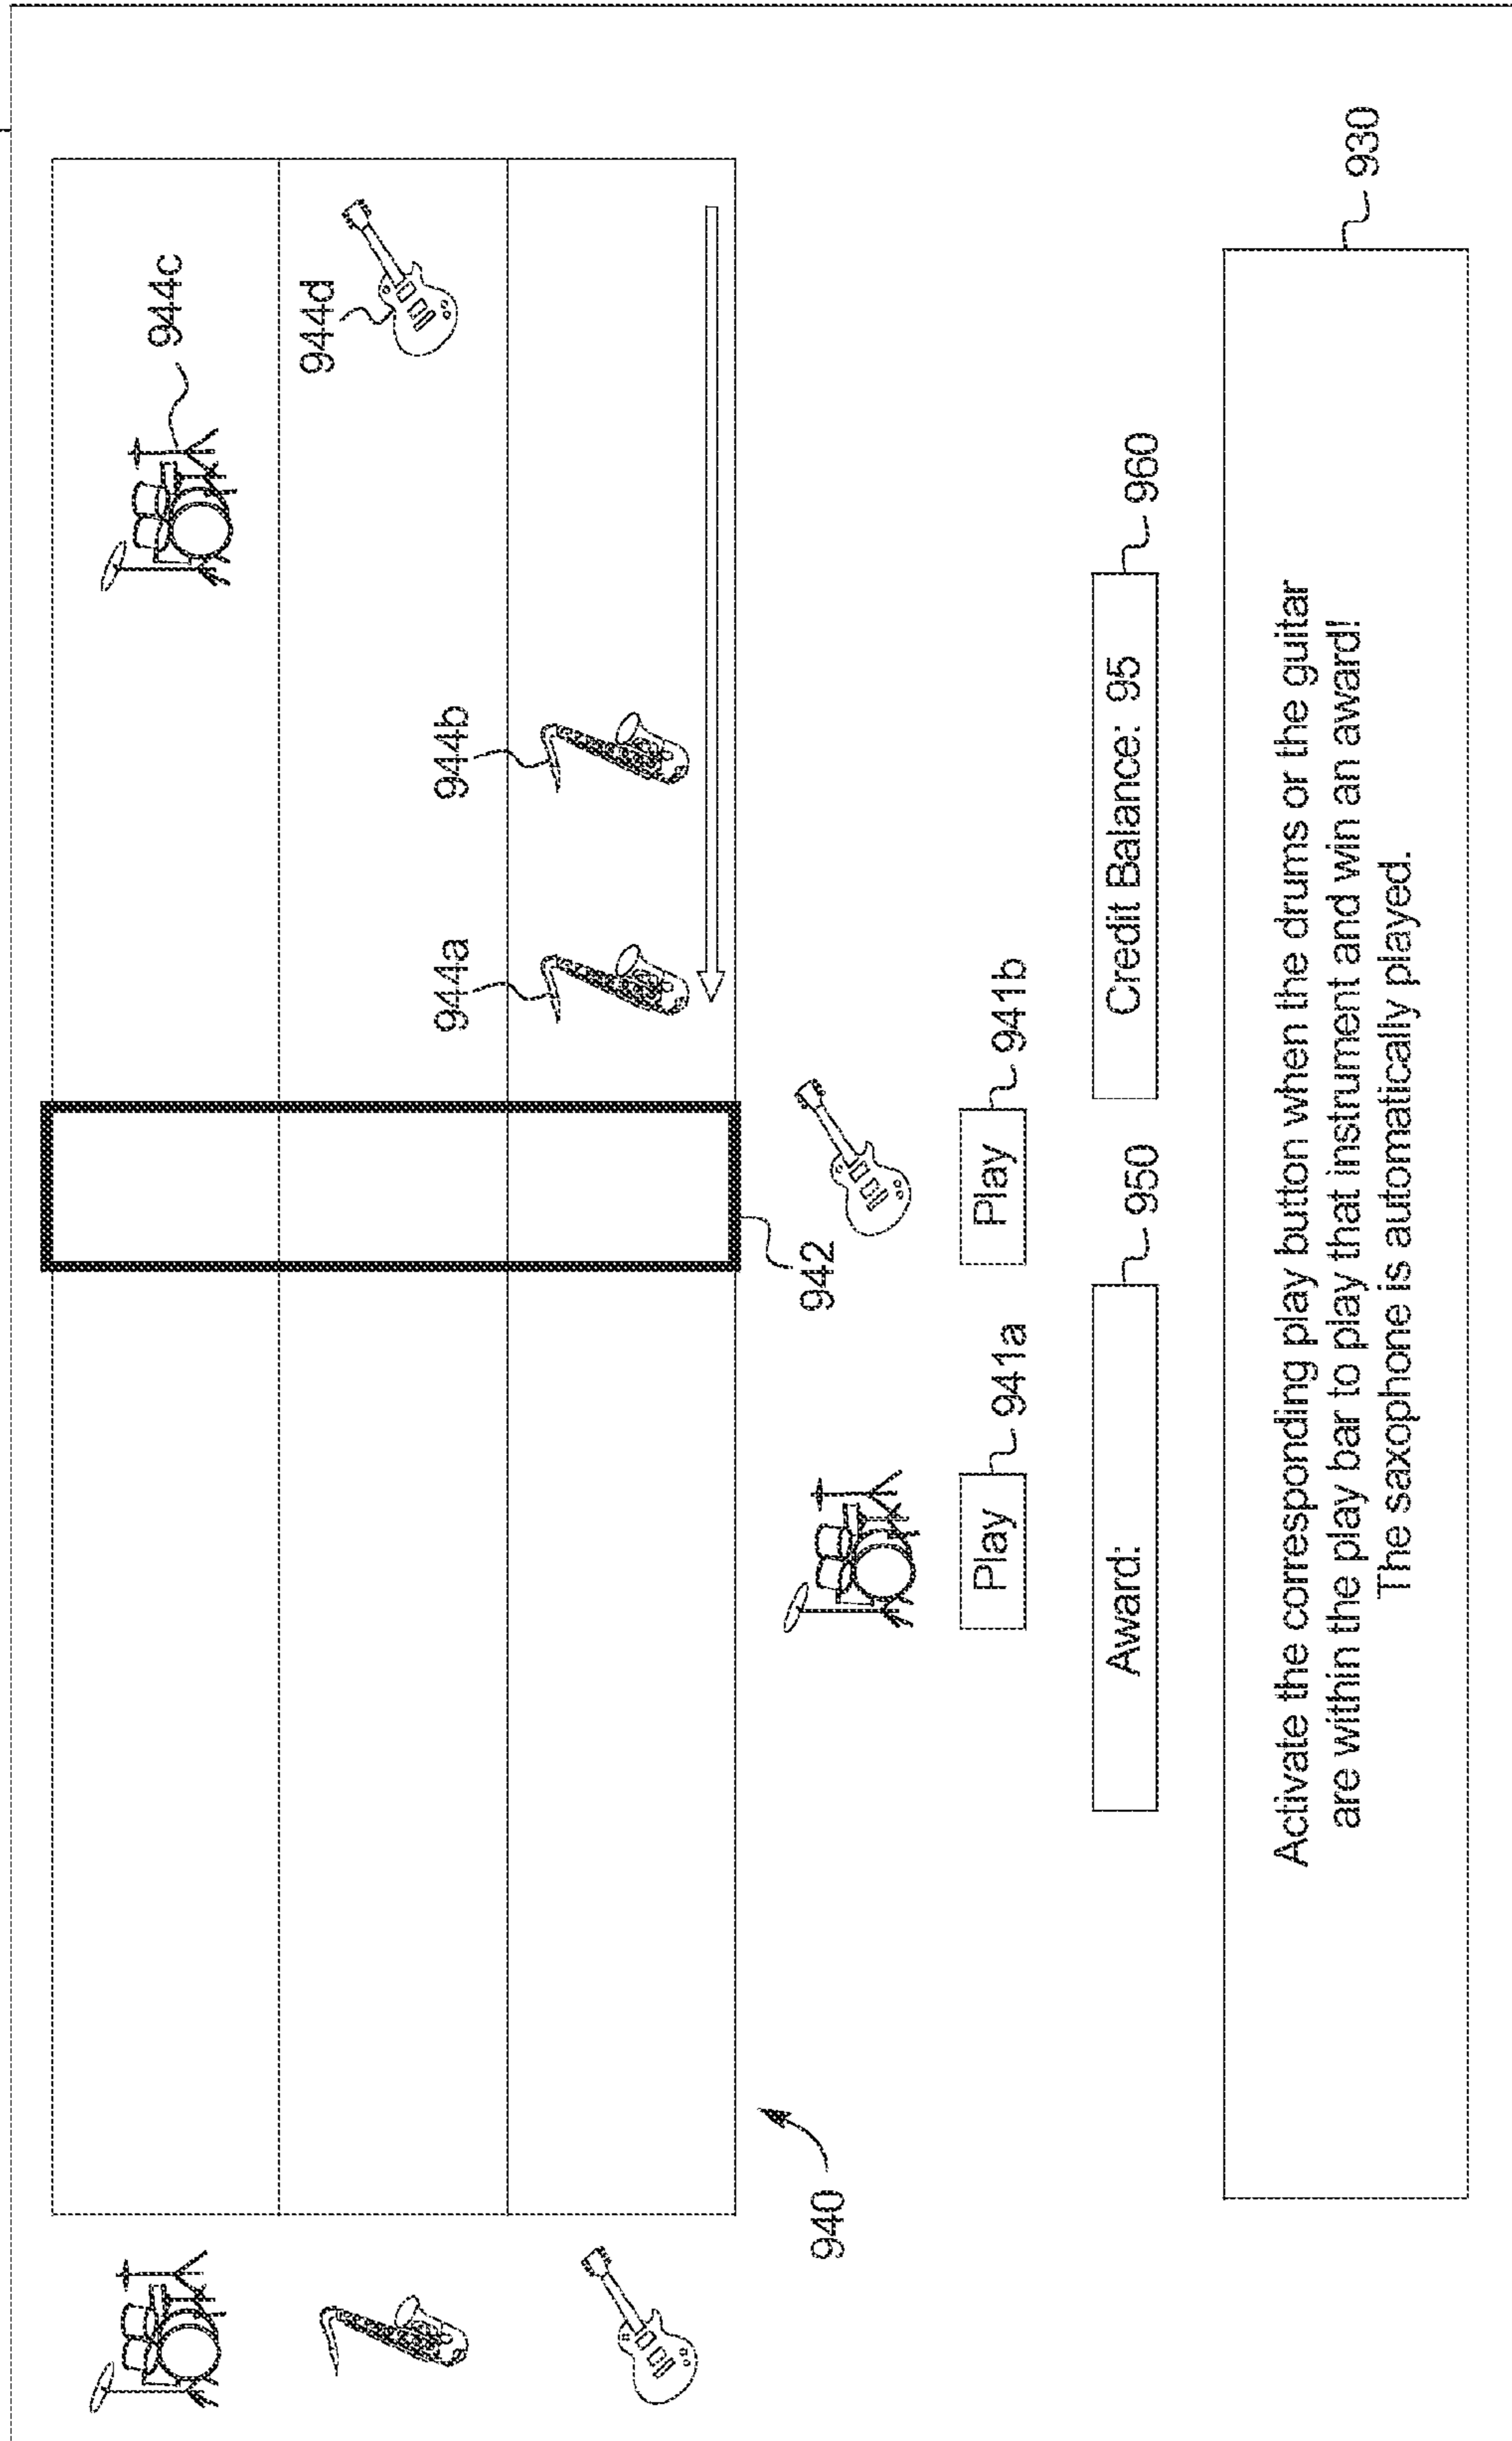 944c
944d
944b
944a
942
940
Play
941a
Play
941b
Award:
950
Credit Balance: 95
960
930
Activate the corresponding play button when the drums or the guitar
are within the play bar to play that instrument and win an award!
The saxophone is automatically played.